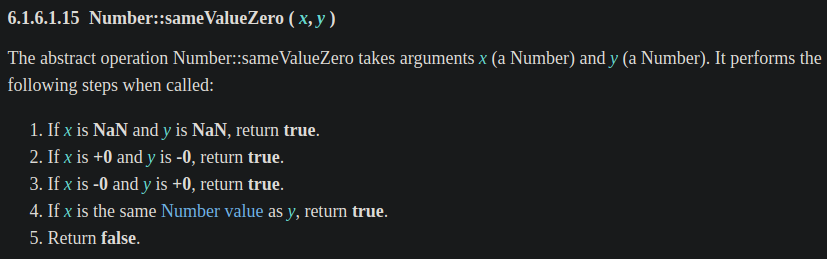 6.1.6.1.15 Number::sameValueZero ( x, y )
The abstract operation Number::sameValueZero takes arguments x (a Number) and y (a Number). It performs the
following steps when called:
1. If x is NaN and y is NaN, return true.
2. If x is +0 and y is -0, return true.
3. If x is -0 and y is +0, return true.
4. If x is the same Number value as y, return true.
5. Return false.